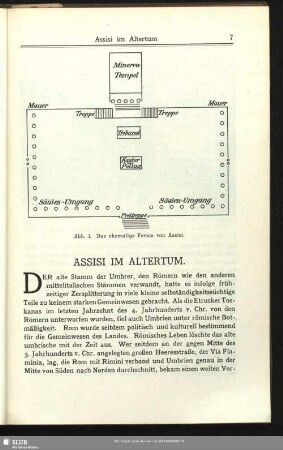 Assisi im Altertum 7
Minerva
Tempel
Mauer
Mauer
Treppe
Treppe
Tribunal
Kastor
Pollux
Säulen-Umgang
Säulen-Umgang
Freitreppe
Abb. 1. Das ehemalige Forum von Assisi.
ASSISI IM ALTERTUM.
DER alte Stamm der Umbrer, den Römern wie den anderen
mittelitalischen Stämmen verwandt, hatte es infolge früh-
zeitiger Zersplitterung in viele kleine selbständigkeitssüchtige
Teile zu keinem starken Gemeinwesen gebracht. Als die Etrusker Tos-
kanas im letzten Jahrzehnt des 4. Jahrhunderts v. Chr. von den
Römern unterworfen wurden, fiel auch Umbrien unter römische Bot-
mäßigkeit. Rom wurde seitdem politisch und kulturell bestimmend
für die Gemeinwesen des Landes. Römisches Leben löschte das alte
umbrische mit der Zeit aus. Wer seitdem an der gegen Mitte des
3. Jahrhunderts v. Chr. angelegten großen Heeresstraße, der Via Fla-
minia, lag, die Rom mit Rimini verband und Umbrien genau in der
Mitte von Süden nach Norden durchschnitt, bekam einen weiten Vor-
SLUB